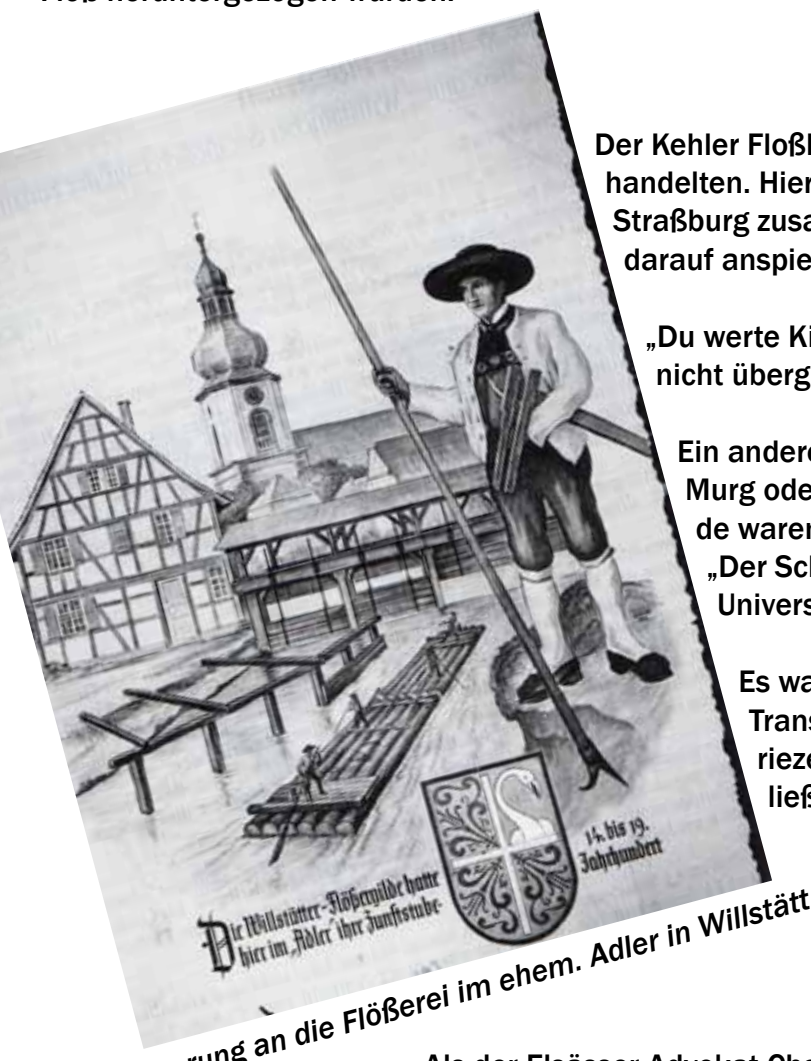 Floß heruntergezogen wurden.
Der Kehler Floßh
handelten. Hier
Straßburg zusa
darauf anspie
„Du werte Ki
nicht überg
Ein andere
Murg ode
de waren
„Der Sch
Univers
Es wa
Trans
rieze
ließ
Die Willstätter-Flößergilde hatte
hier im „Adler" ihre Zunftstube
14. bis 19.
Jahrhundert
rung an die Flößerei im ehem. Adler in Willstätt
Als der Elsässer Advokat Che